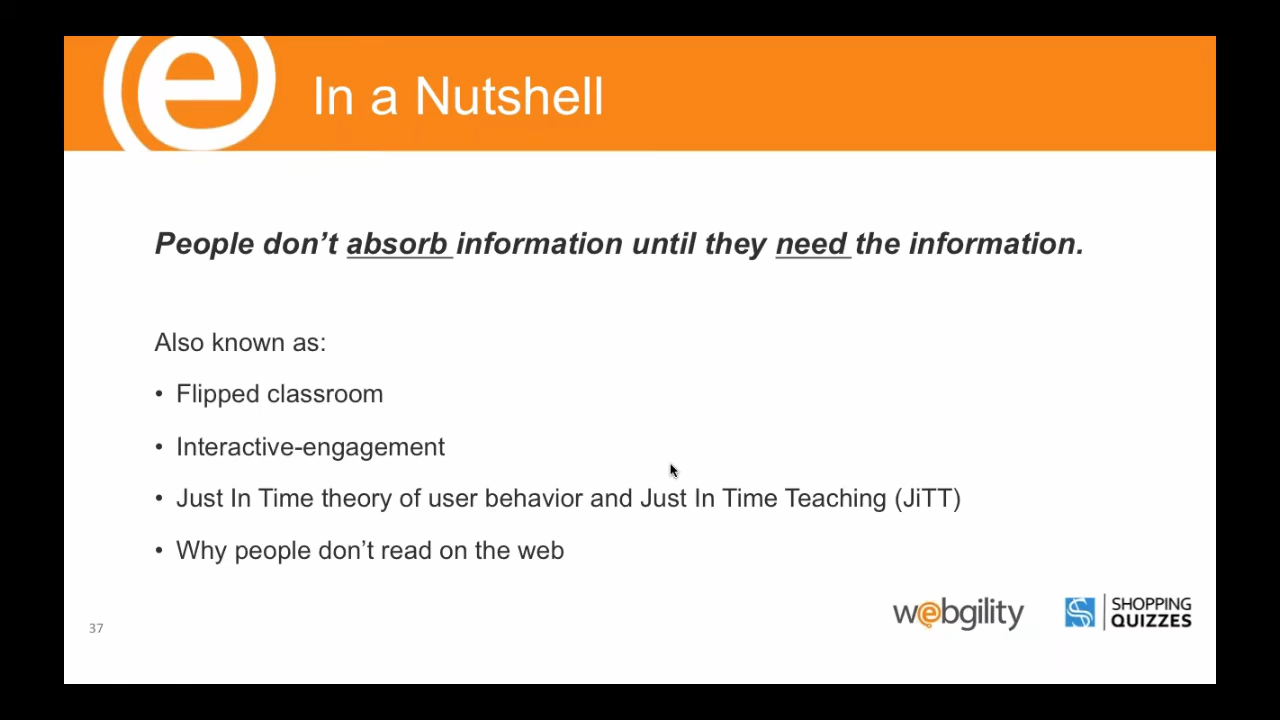 e
In a Nutshell
People don’t absorb information until they need the information.
Also known as:
• Flipped classroom
• Interactive-engagement
• Just In Time theory of user behavior and Just In Time Teaching (JiTT)
• Why people don’t read on the web
37
webgility
SHOPPING
QUIZZES